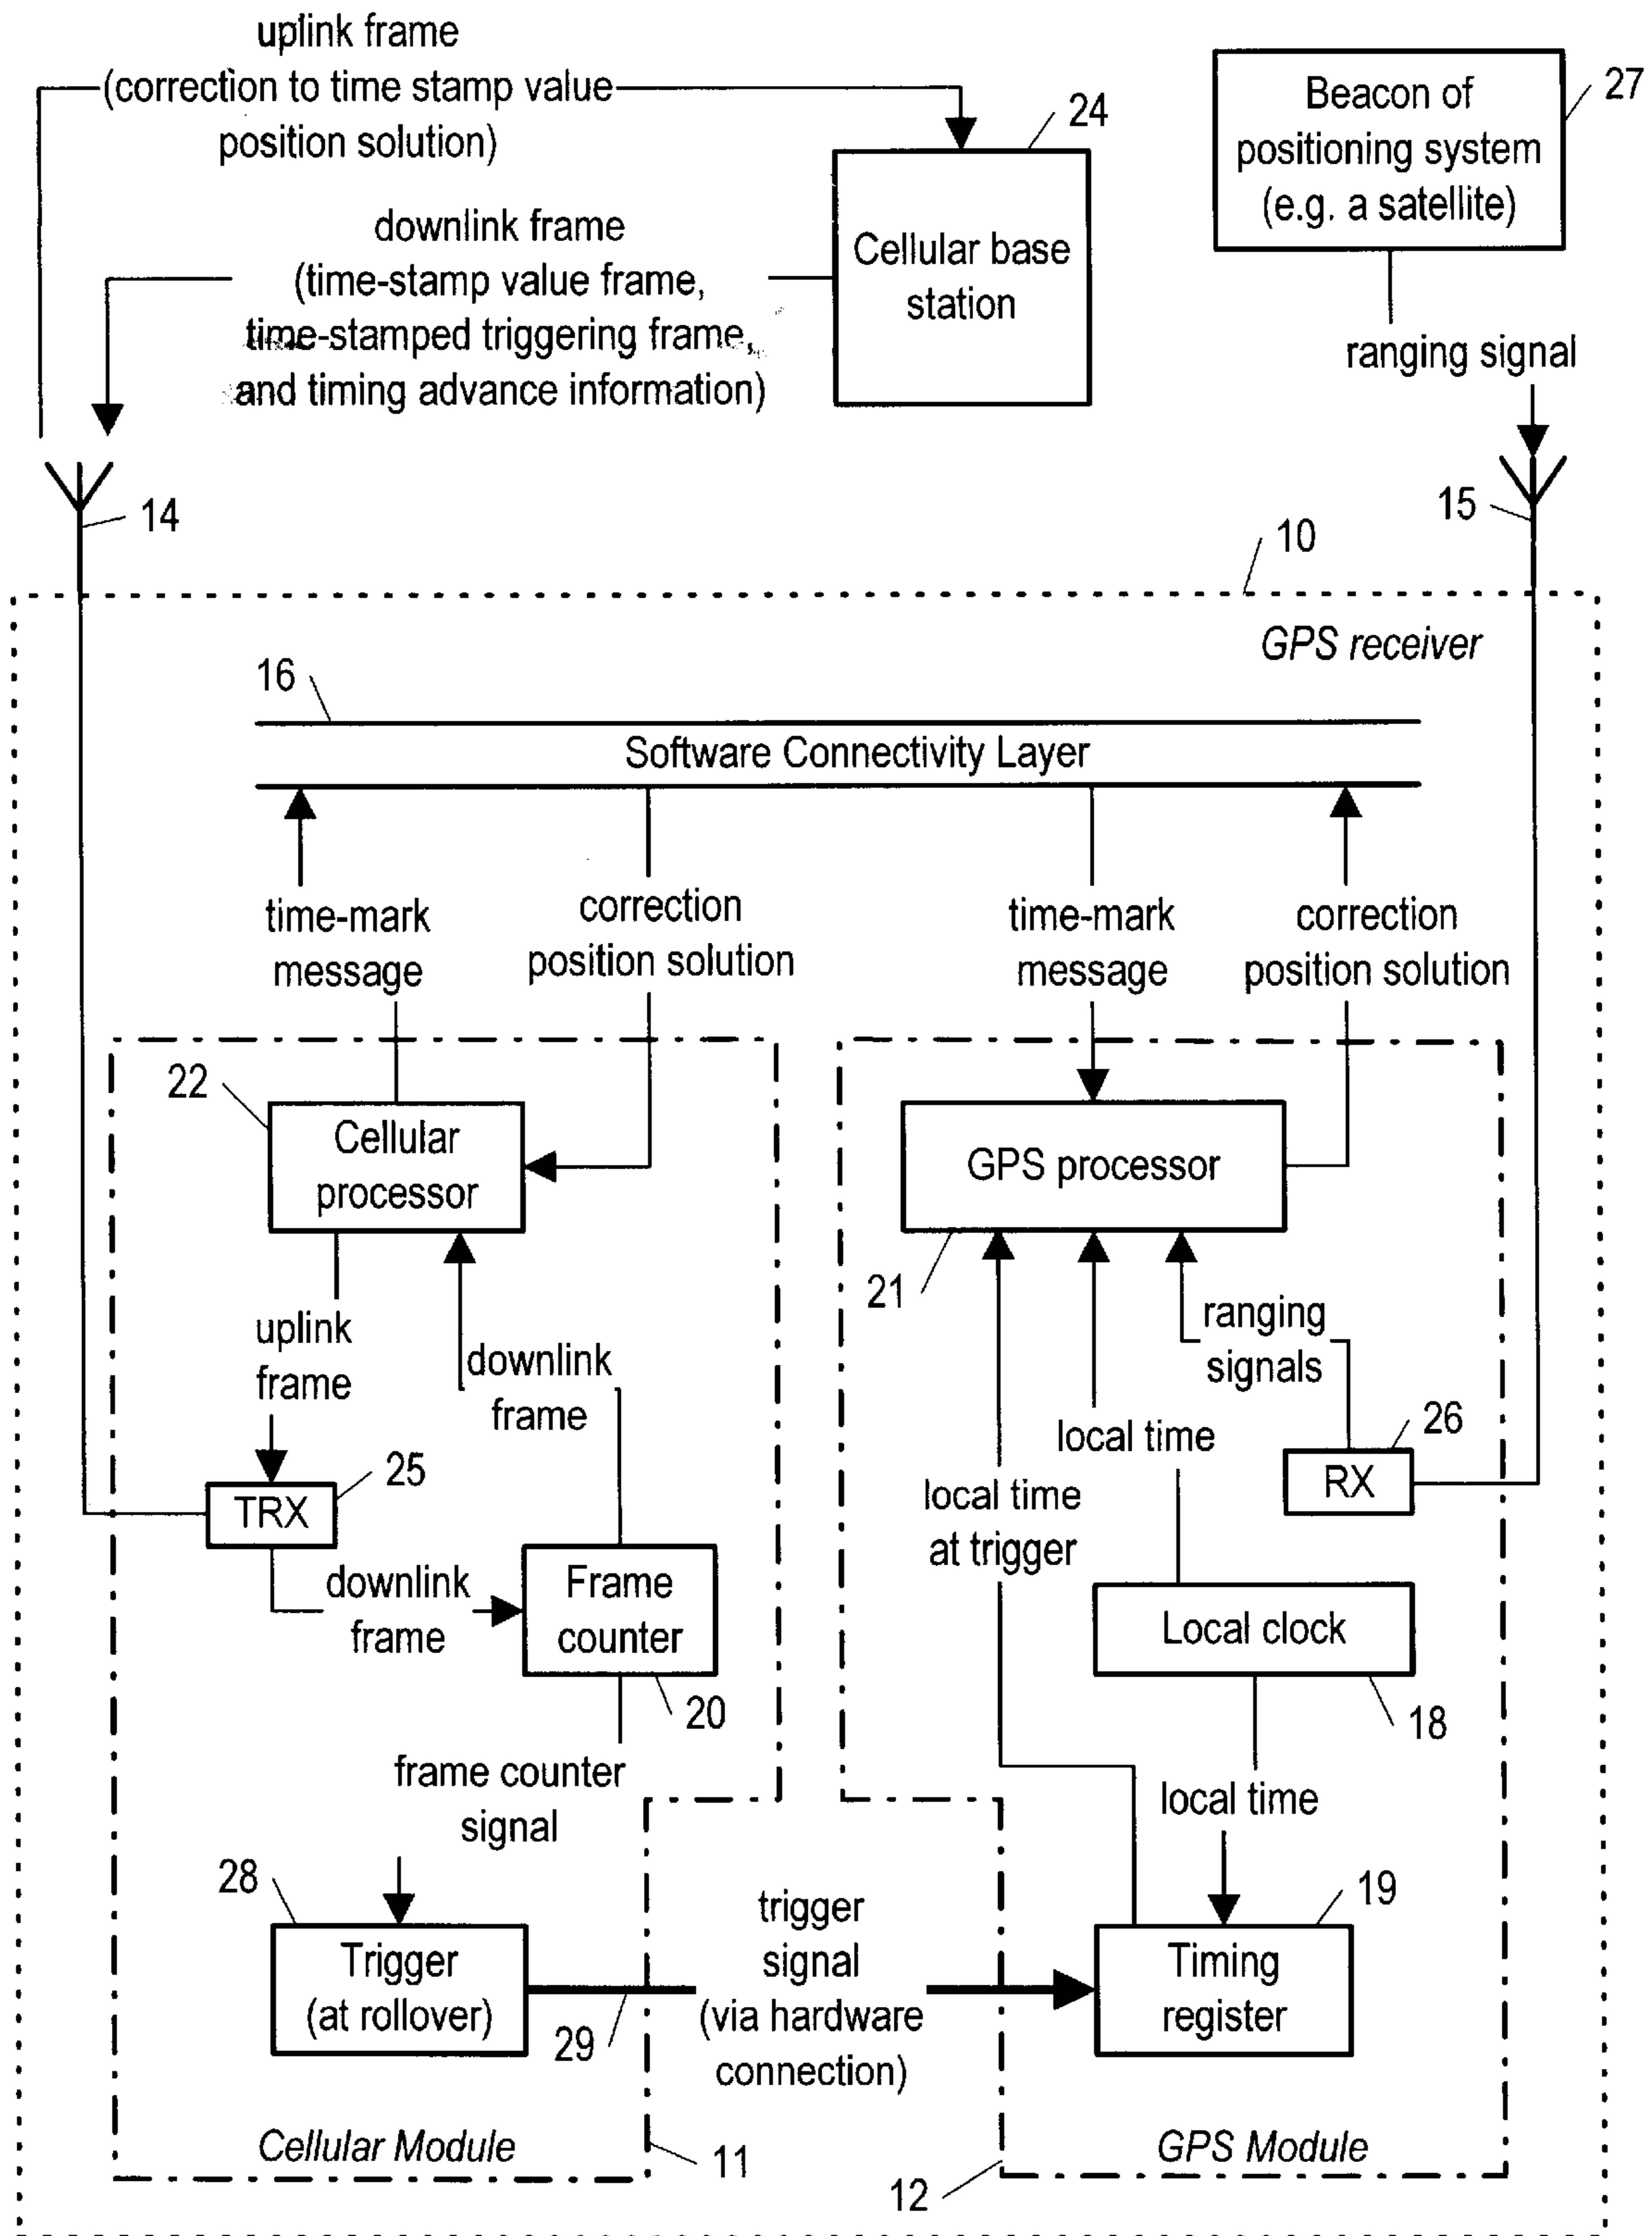 uplink frame
(correction to time stamp value
position solution)
24
Beacon of
positioning system
(e.g. a satellite)
27
downlink frame
(time-stamp value frame,
time-stamped triggering frame,
and timing advance information)
Cellular base
station
ranging signal
14
15
10
GPS receiver
16
Software Connectivity Layer
time-mark
message
correction
position solution
time-mark
message
correction
position solution
22
Cellular
processor
GPS processor
21
uplink
frame
downlink
frame
ranging
signals
local time
26
RX
25
TRX
local time
at trigger
downlink
frame
Frame
counter
20
Local clock
18
frame counter
signal
local time
28
Trigger
(at rollover)
29
trigger
signal
(via hardware
connection)
19
Timing
register
Cellular Module
11
12
GPS Module